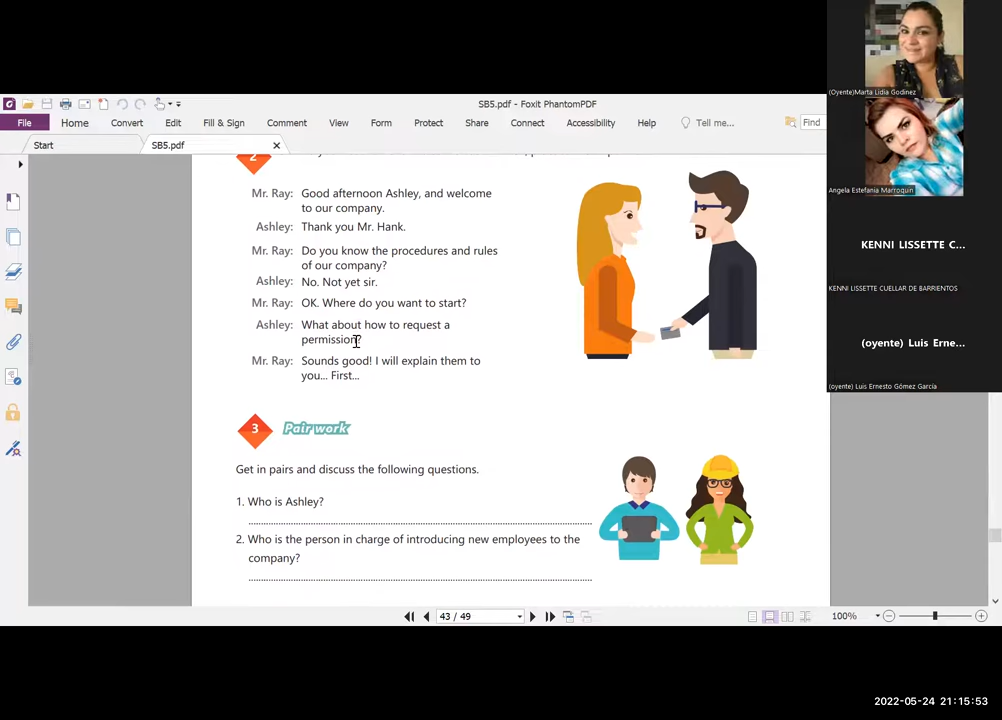 SB5.pdf - Foxit PhantomPDF
File Home Convert Edit Fill & Sign Comment View Form Protect Share Connect Accessibility Help Tell me... Find
Start SB5.pdf
2
Mr. Ray: Good afternoon Ashley, and welcome
to our company.
Ashley: Thank you Mr. Hank.
Mr. Ray: Do you know the procedures and rules
of our company?
Ashley: No. Not yet sir.
Mr. Ray: OK. Where do you want to start?
Ashley: What about how to request a
permission?
Mr. Ray: Sounds good! I will explain them to
you... First...
3 Pair work
Get in pairs and discuss the following questions.
1. Who is Ashley?
2. Who is the person in charge of introducing new employees to the
company?
43 / 49
100%
(Oyente)Marta Lidia Godinez
Angela Estefania Marroquin
KENNI LISSETTE C...
KENNI LISSETTE CUELLAR DE BARRIENTOS
(oyente) Luis Erne...
(oyente) Luis Ernesto Gómez García
2022-05-24 21:15:53